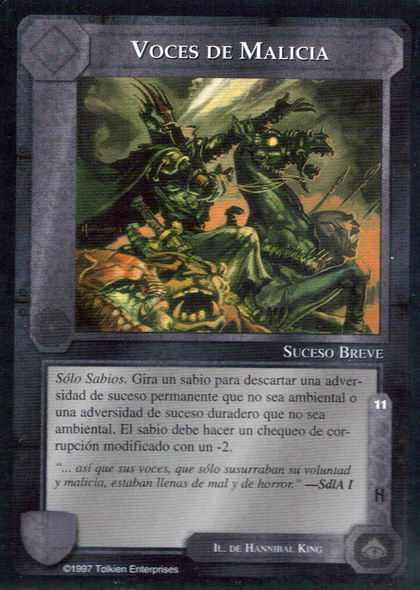 VOCES DE MALICIA
SUCESO BREVE
Sólo Sabios. Gira un sabio para descartar una adver-
sidad de suceso permanente que no sea ambiental o
una adversidad de suceso duradero que no sea
ambiental. El sabio debe hacer un chequeo de cor-
rupción modificado con un -2.
"... así que sus voces, que sólo susurraban su voluntad
y malicia, estaban llenas de mal y de horror." —SdlA I
11
H
IL. DE HANNIBAL KING
©1997 Tolkien Enterprises